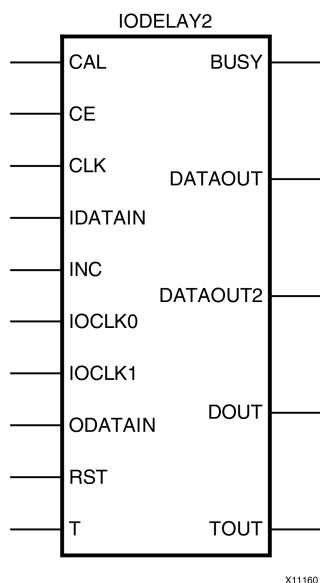 IODELAY2
CAL BUSY
CE
CLK
DATAOUT
IDATAIN
INC
DATAOUT2
IOCLK0
IOCLK1
DOUT
ODATAIN
RST
T TOUT
X11160